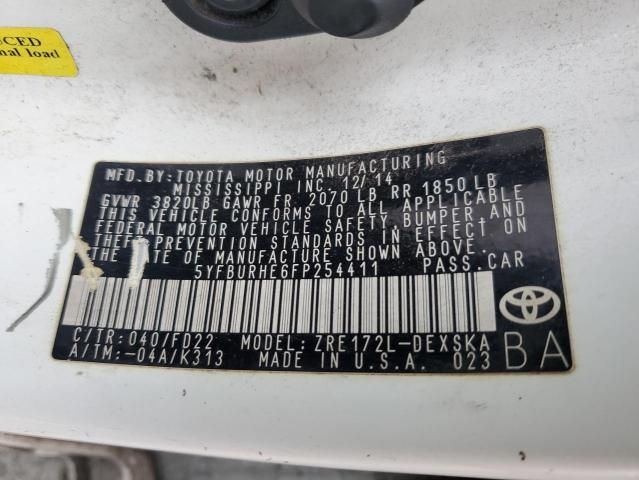 nal load
MFD.BY: TOYOTA MOTOR MANUFACTURING
MISSISSIPPI INC. 12/14
GVWR 3820LB GAWR FR 2070 LB RR 1850 LB
THIS VEHICLE CONFORMS TO ALL APPLICABLE
FEDERAL MOTOR VEHICLE SAFETY BUMPER AND
THEFT PREVENTION STANDARDS IN EFFECT ON
THE DATE OF MANUFACTURE SHOWN ABOVE.
5YFBURHE6FP254411 PASS.CAR
C/TR: 040/FD22 MODEL: ZRE172L-DEXSKA
A/TM: -04A/K313 MADE IN U.S.A. 023
BA